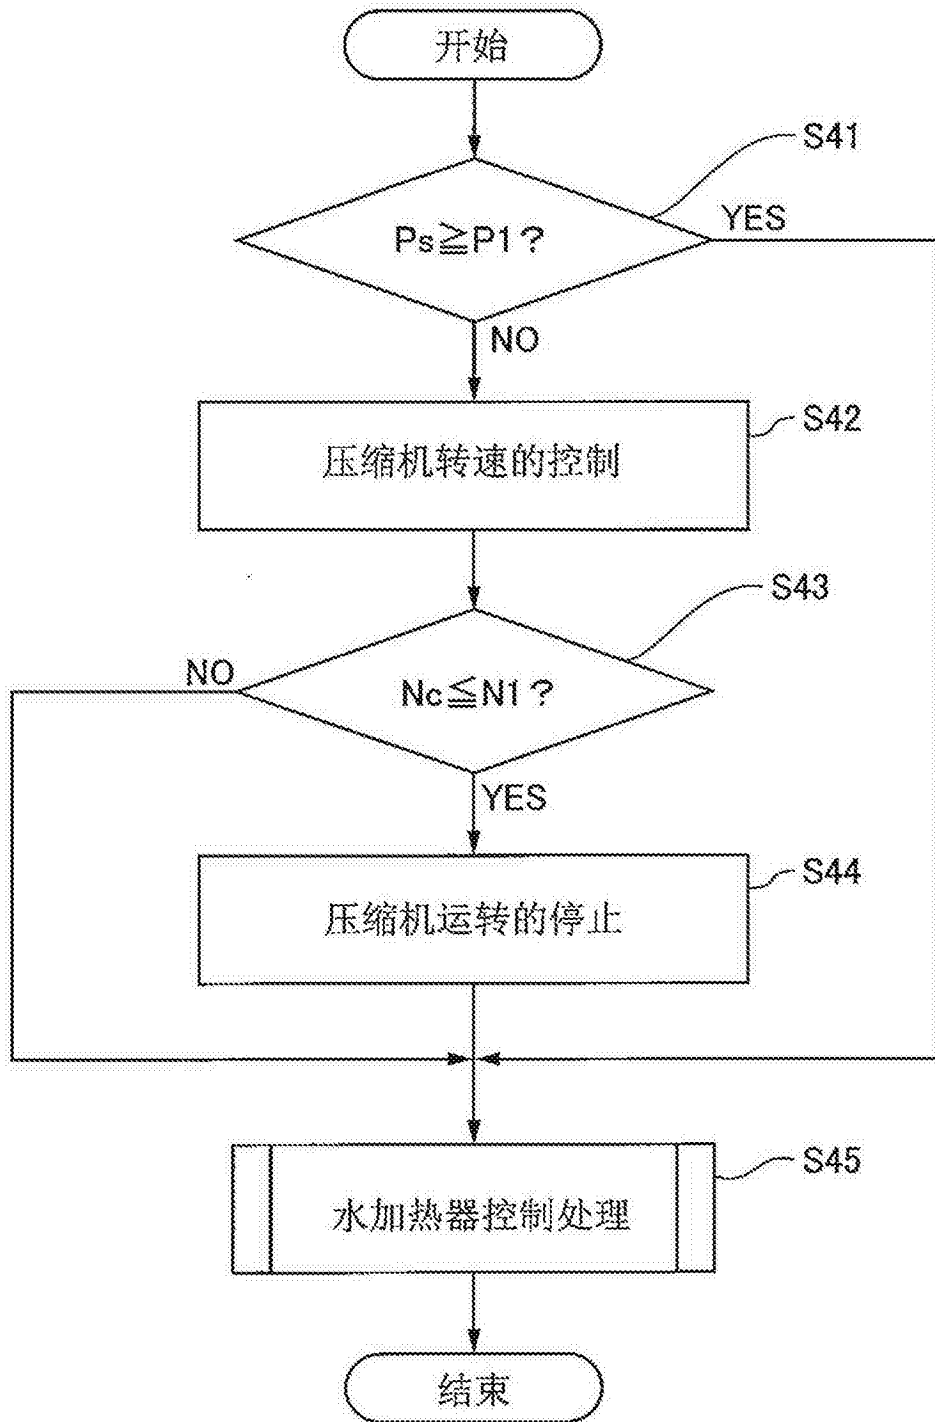 开始
S41
Ps≧P1?
YES
NO
S42
压缩机转速的控制
S43
NO
Nc≦N1?
YES
S44
压缩机运转的停止
S45
水加热器控制处理
结束